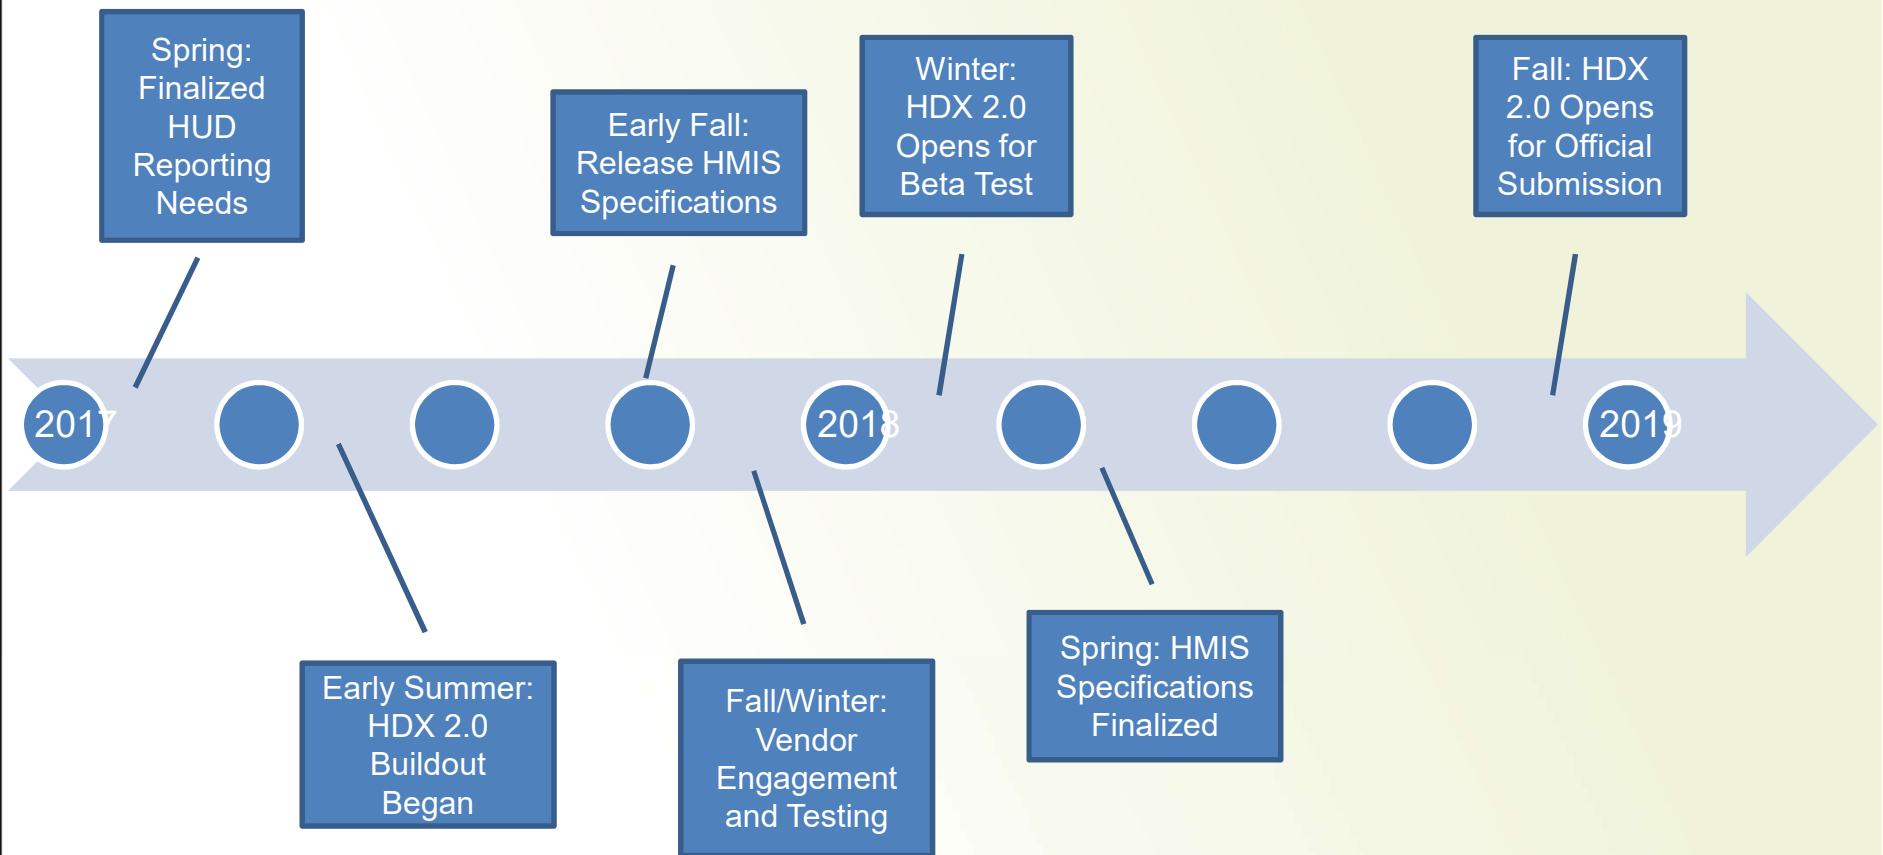 Spring:
Finalized
HUD
Reporting
Needs
Early Fall:
Release HMIS
Specifications
Winter:
HDX 2.0
Opens for
Beta Test
Fall: HDX
2.0 Opens
for Official
Submission
2017
2018
2019
Early Summer:
HDX 2.0
Buildout
Began
Fall/Winter:
Vendor
Engagement
and Testing
Spring: HMIS
Specifications
Finalized